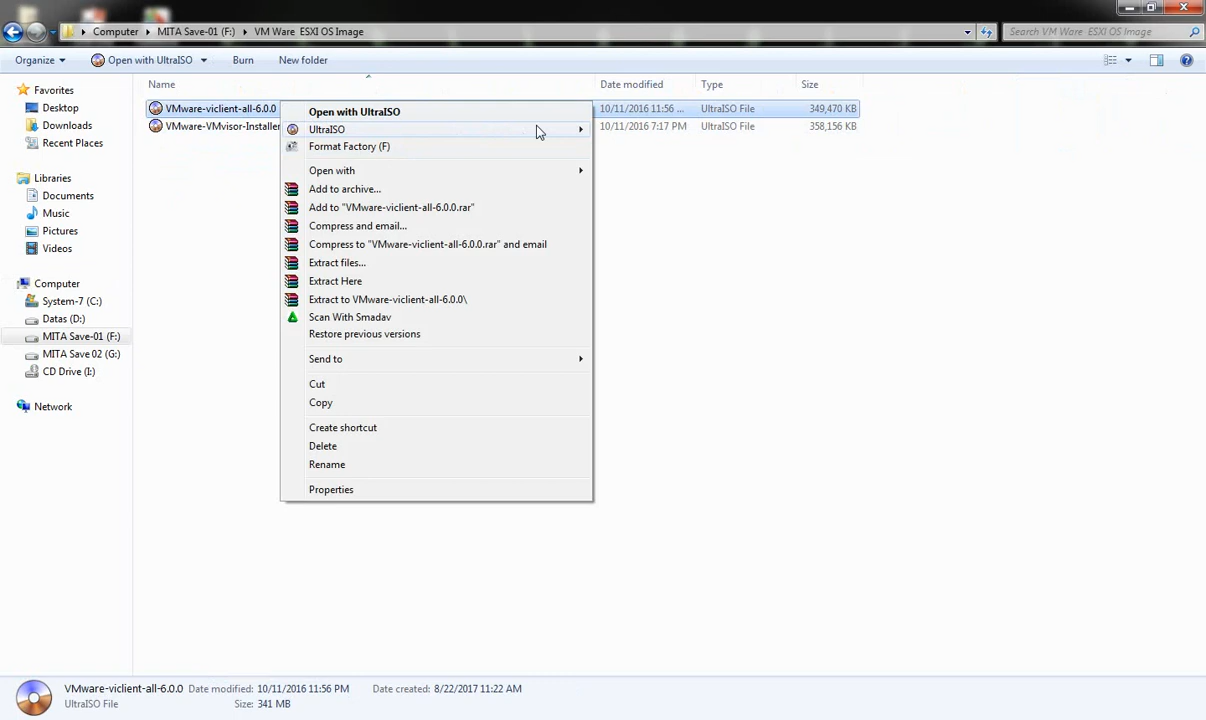 Computer ▸ MITA Save-01 (F:) ▸ VM Ware  ESXI OS Image
Search VM Ware  ESXI OS Image
Organize Open with UltraISO Burn New folder
Name Date modified Type Size
VMware-viclient-all-6.0.0 10/11/2016 11:56 ... UltraISO File 349,470 KB
VMware-VMvisor-Installer 10/11/2016 7:17 PM UltraISO File 358,156 KB
Favorites
Desktop
Downloads
Recent Places
Libraries
Documents
Music
Pictures
Videos
Computer
System-7 (C:)
Datas (D:)
MITA Save-01 (F:)
MITA Save 02 (G:)
CD Drive (I:)
Network
Open with UltraISO
UltraISO
Format Factory (F)
Open with
Add to archive...
Add to "VMware-viclient-all-6.0.0.rar"
Compress and email...
Compress to "VMware-viclient-all-6.0.0.rar" and email
Extract files...
Extract Here
Extract to VMware-viclient-all-6.0.0\
Scan With Smadav
Restore previous versions
Send to
Cut
Copy
Create shortcut
Delete
Rename
Properties
VMware-viclient-all-6.0.0 Date modified: 10/11/2016 11:56 PM Date created: 8/22/2017 11:22 AM
UltraISO File Size: 341 MB